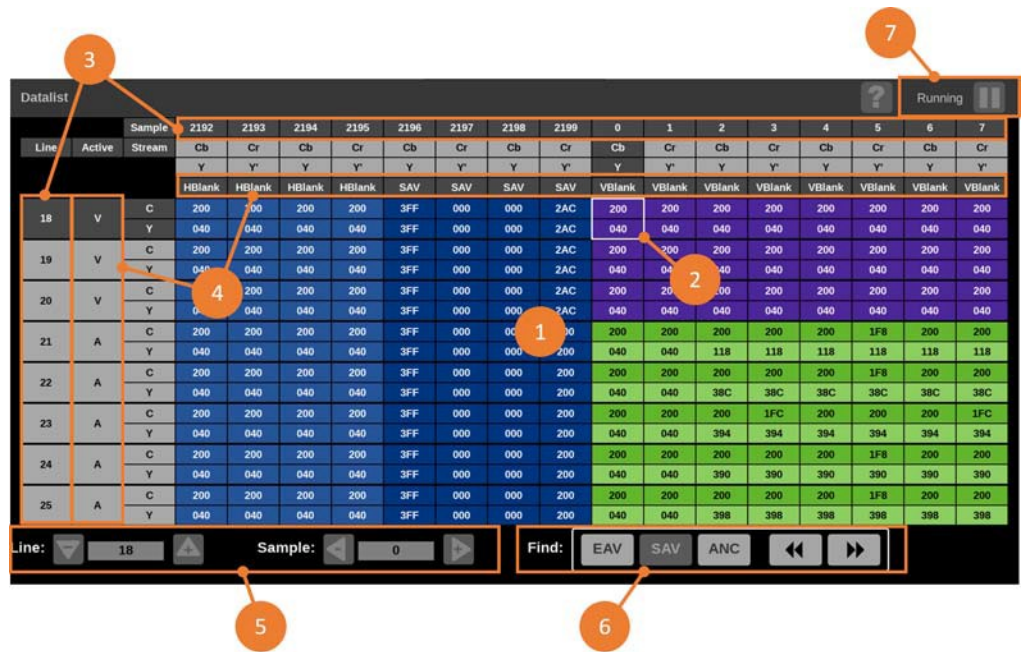 7
3
Datalist ? Running
Sample 2192 2193 2194 2195 2196 2197 2198 2199 0 1 2 3 4 5 6 7
Line Active Stream Cb Cr Cb Cr Cb Cr Cb Cr Cb Cr Cb Cr Cb Cr Cb Cr
Y Y' Y Y' Y Y' Y Y' Y Y' Y Y' Y Y' Y Y'
HBlank HBlank HBlank HBlank SAV SAV SAV SAV VBlank VBlank VBlank VBlank VBlank VBlank VBlank VBlank
18 V C 200 200 200 200 3FF 000 000 2AC 200 200 200 200 200 200 200 200
Y 040 040 040 040 3FF 000 000 2AC 040 040 040 040 040 040 040 040
19 V C 200 200 200 200 3FF 000 000 2AC 200 200 200 200 200 200 200 200
Y 040 040 040 040 3FF 000 000 2AC 040 040 040 040 040 040 040
4 2
20 V C 200 200 200 3FF 000 000 2AC 200 200 200 200 200 200 200
Y 040 040 040 3FF 000 000 2AC 040 040 040 040 040 040 040 040
1
21 A C 200 200 200 200 3FF 000 200 200 200 200 200 1F8 200 200
Y 040 040 040 040 3FF 000 000 200 040 040 118 118 118 118 118 118
22 A C 200 200 200 200 3FF 000 000 200 200 200 200 200 200 1F8 200 200
Y 040 040 040 040 3FF 000 000 200 040 040 38C 38C 38C 38C 38C 38C
23 A C 200 200 200 200 3FF 000 000 200 200 200 200 1FC 200 200 200 1FC
Y 040 040 040 040 3FF 000 000 200 040 040 394 394 394 394 394 394
24 A C 200 200 200 200 3FF 000 000 200 200 200 200 200 200 1F8 200 200
Y 040 040 040 040 3FF 000 000 200 040 040 390 390 390 390 390 390
25 A C 200 200 200 200 3FF 000 000 200 200 200 200 200 200 1F8 200 200
Y 040 040 040 040 3FF 000 000 200 040 040 398 398 398 398 398 398
Line: 18 Sample: 0 Find: EAV SAV ANC
5 6